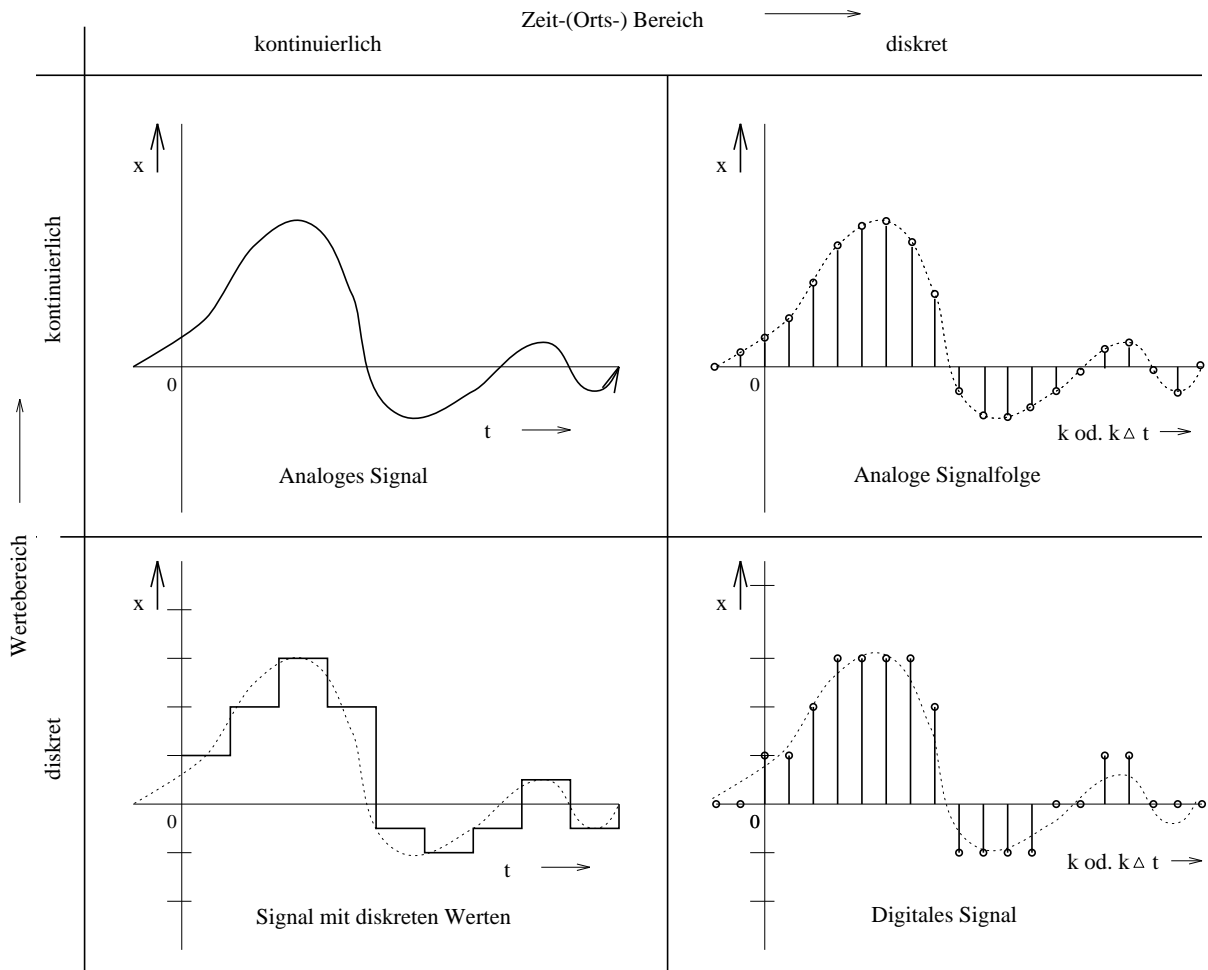 Zeit-(Orts-) Bereich
kontinuierlich
diskret
Wertebereich
kontinuierlich
x
0
t
Analoges Signal
x
0
k od. k △ t
Analoge Signalfolge
diskret
x
0
t
Signal mit diskreten Werten
x
0
k od. k △ t
Digitales Signal